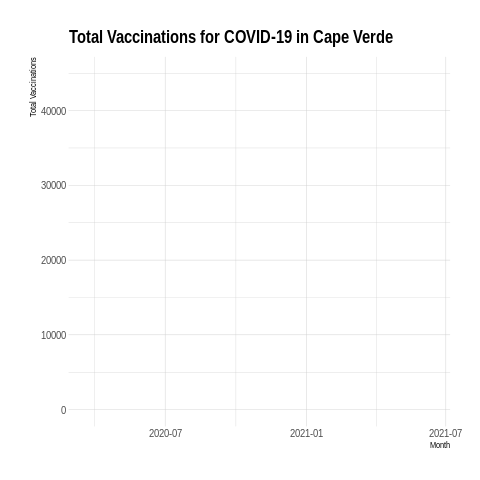 Total Vaccinations for COVID-19 in Cape Verde
Total Vaccinations
40000
30000
20000
10000
0
2020-07 2021-01 2021-07
Month